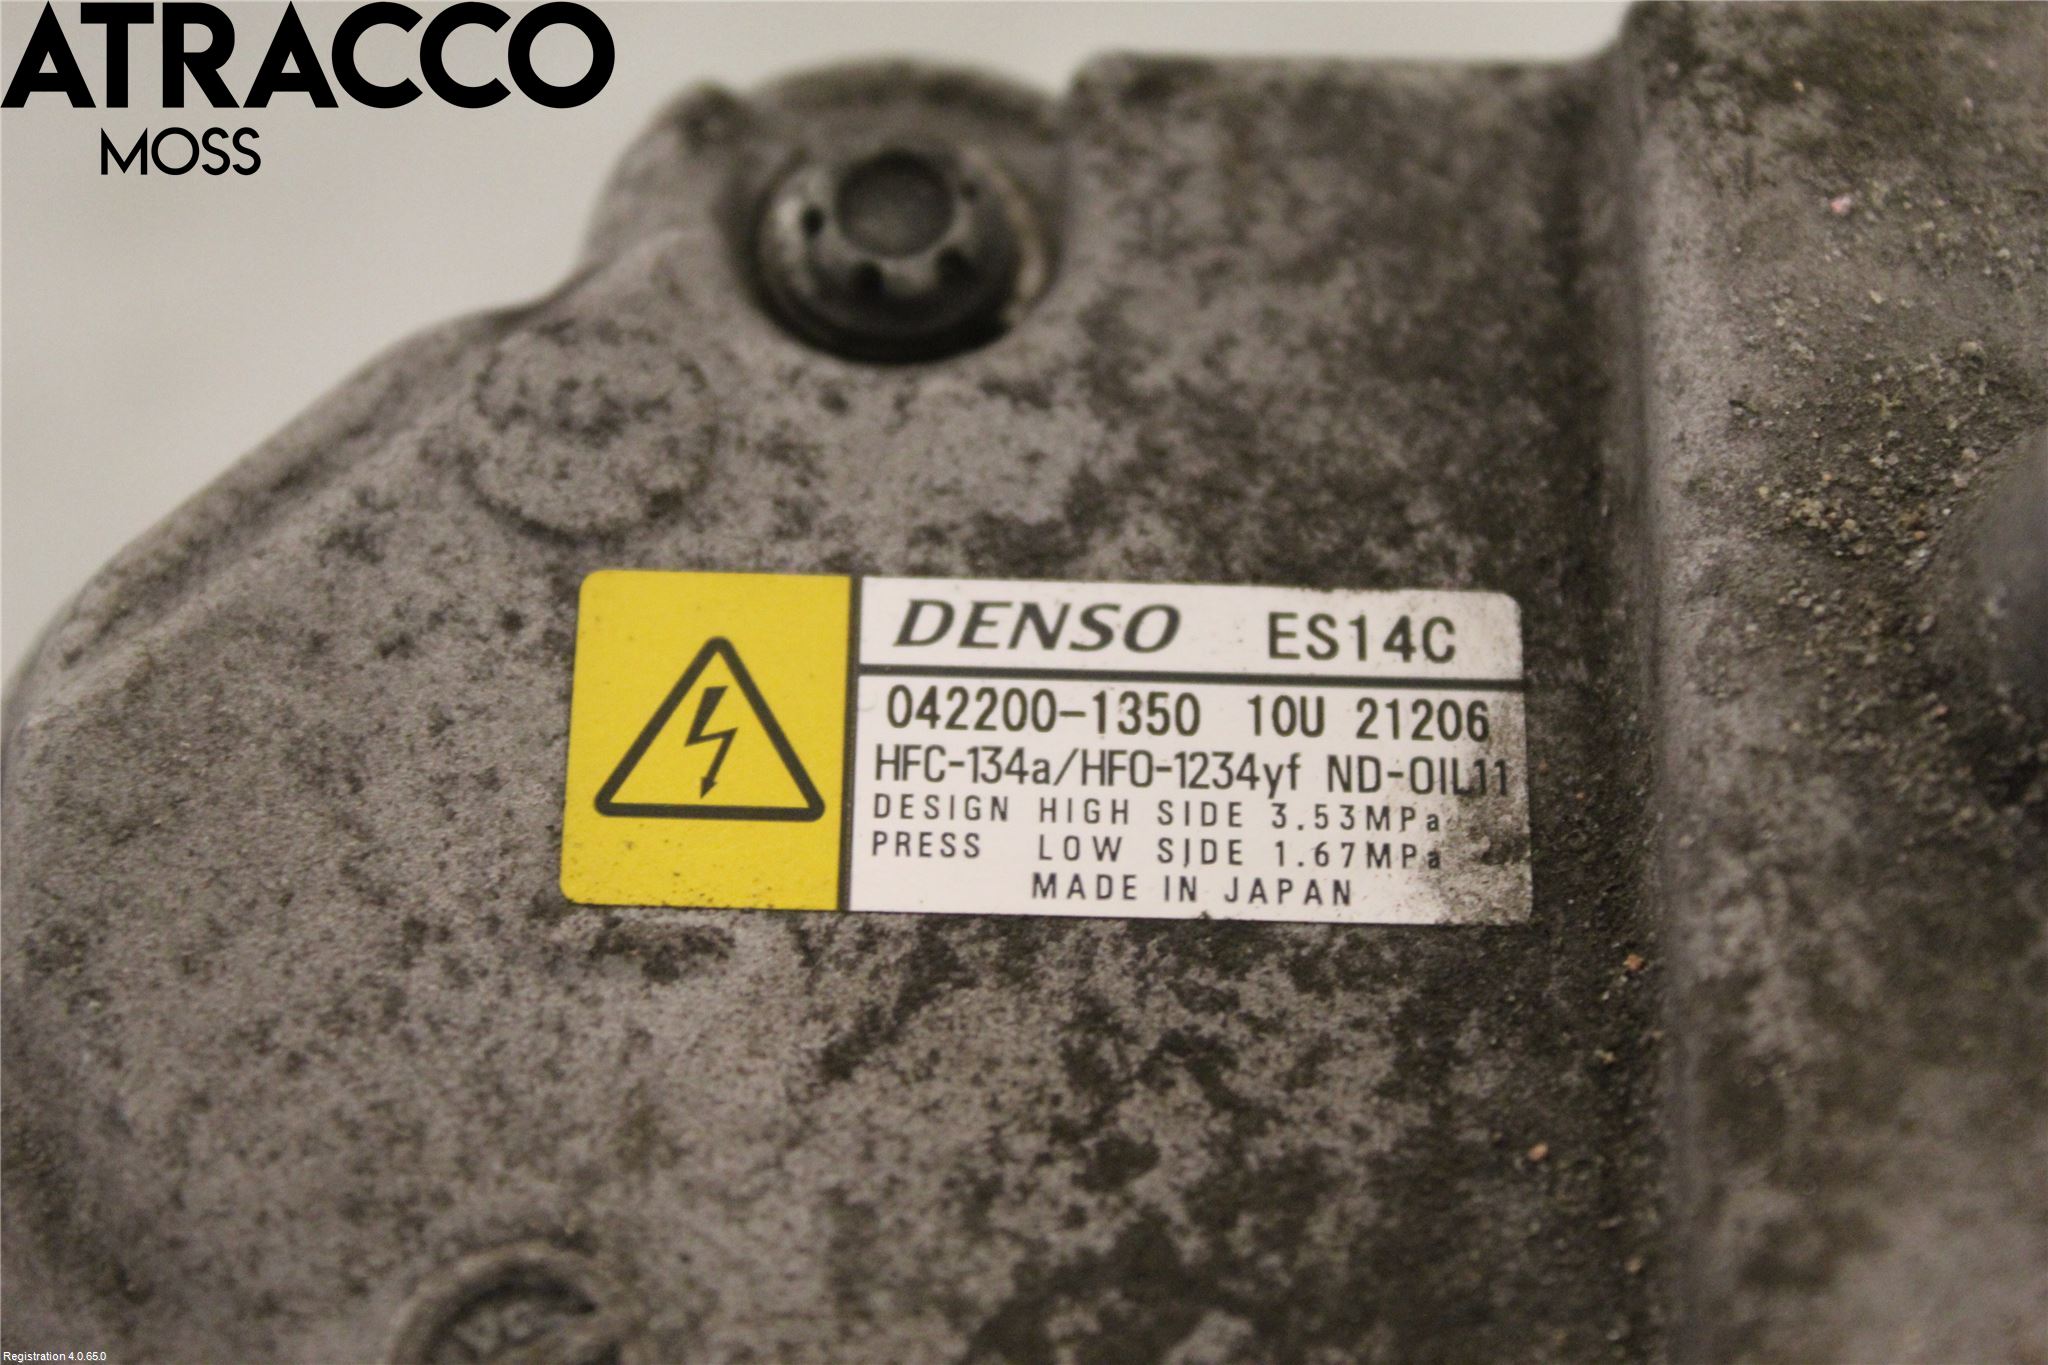 ATRACCO
MOSS
DENSO ES14C
042200-1350 10U 21206
HFC-134a/HFO-1234yf ND-OIL11
DESIGN HIGH SIDE 3.53MPa
PRESS LOW SIDE 1.67MPa
MADE IN JAPAN
Registration 4.0.65.0